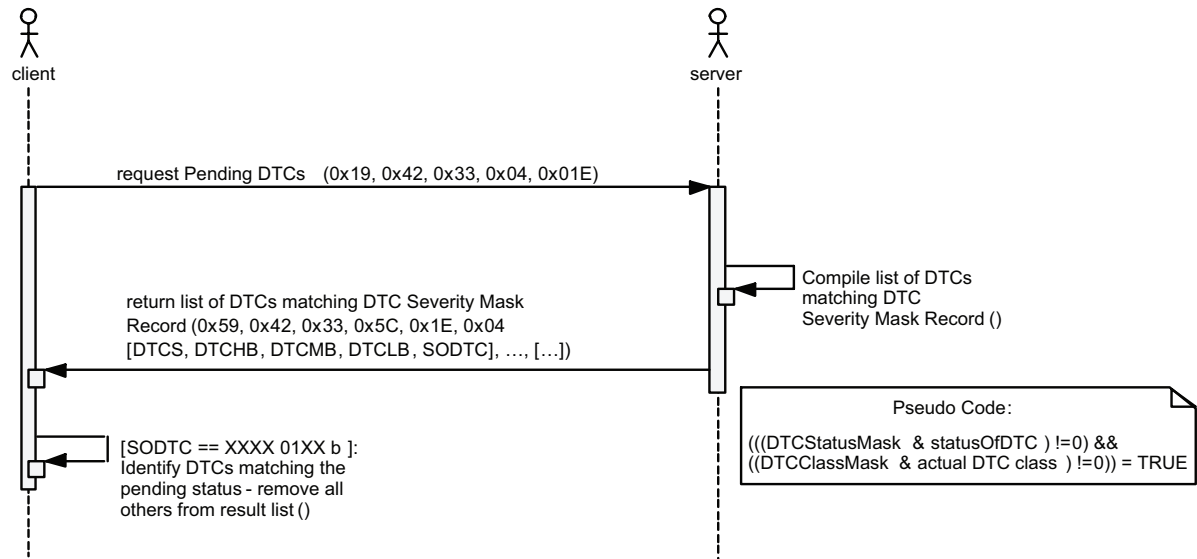 client
server
request Pending DTCs (0x19, 0x42, 0x33, 0x04, 0x01E)
Compile list of DTCs
matching DTC
Severity Mask Record ()
return list of DTCs matching DTC Severity Mask
Record (0x59, 0x42, 0x33, 0x5C, 0x1E, 0x04
[DTCS, DTCHB, DTCMB, DTCLB, SODTC], …, […])
Pseudo Code:
(((DTCStatusMask & statusOfDTC ) !=0) &&
((DTCClassMask & actual DTC class ) !=0)) = TRUE
[SODTC == XXXX 01XX b ]:
Identify DTCs matching the
pending status - remove all
others from result list ()